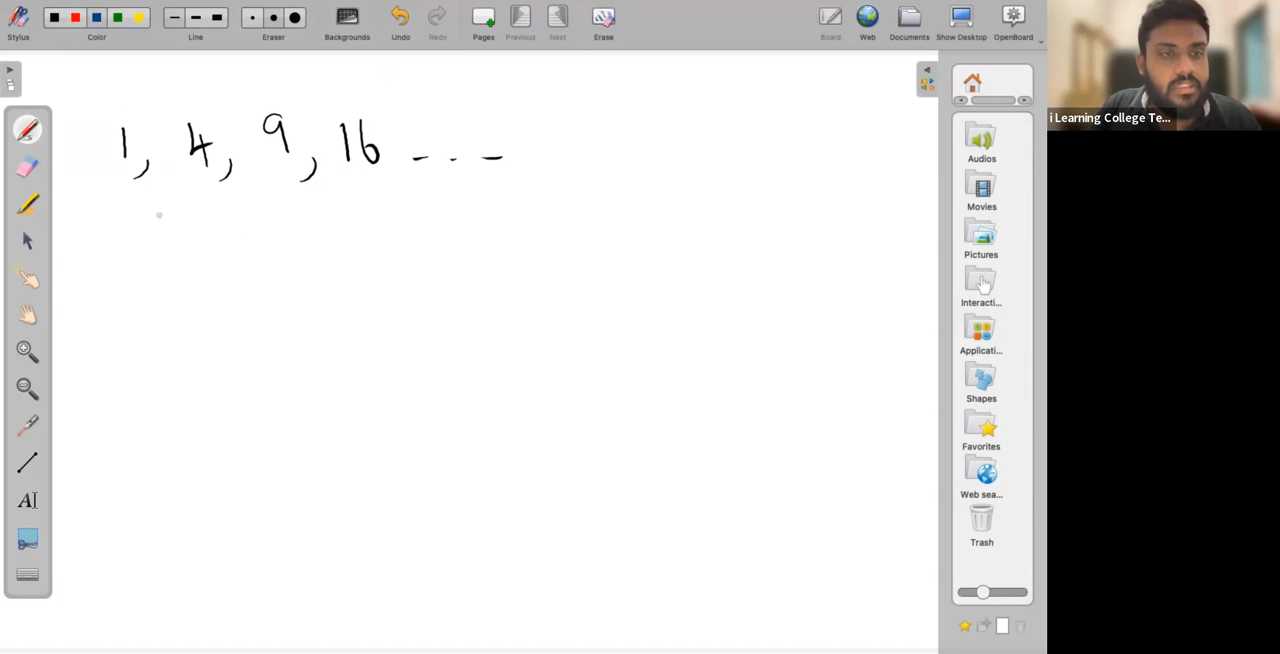 Stylus
Color
Line
Eraser
Backgrounds
Undo
Redo
Pages
Previous
Next
Erase
Board
Web
Documents
Show Desktop
OpenBoard
i Learning College Te...
1, 4, 9, 16 - - -
Audios
Movies
Pictures
Interacti...
Applicati...
Shapes
Favorites
Web sea...
Trash
AI